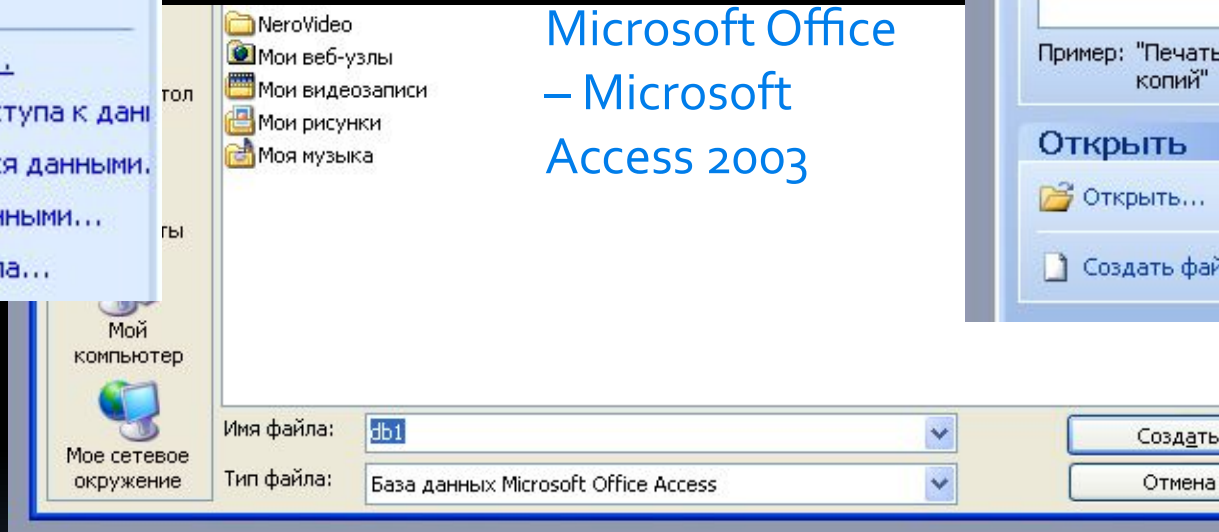 ...
ступа к данн
ся данными.
нными...
ла...
тол
ты
Мой
компьютер
Мое сетевое
окружение
NeroVideo
Мои веб-узлы
Мои видеозаписи
Мои рисунки
Моя музыка
Microsoft Office
– Microsoft
Access 2003
Имя файла:
db1
Тип файла:
База данных Microsoft Office Access
Создать
Отмена
Пример: "Печать
копий"
Открыть
Открыть...
Создать фай